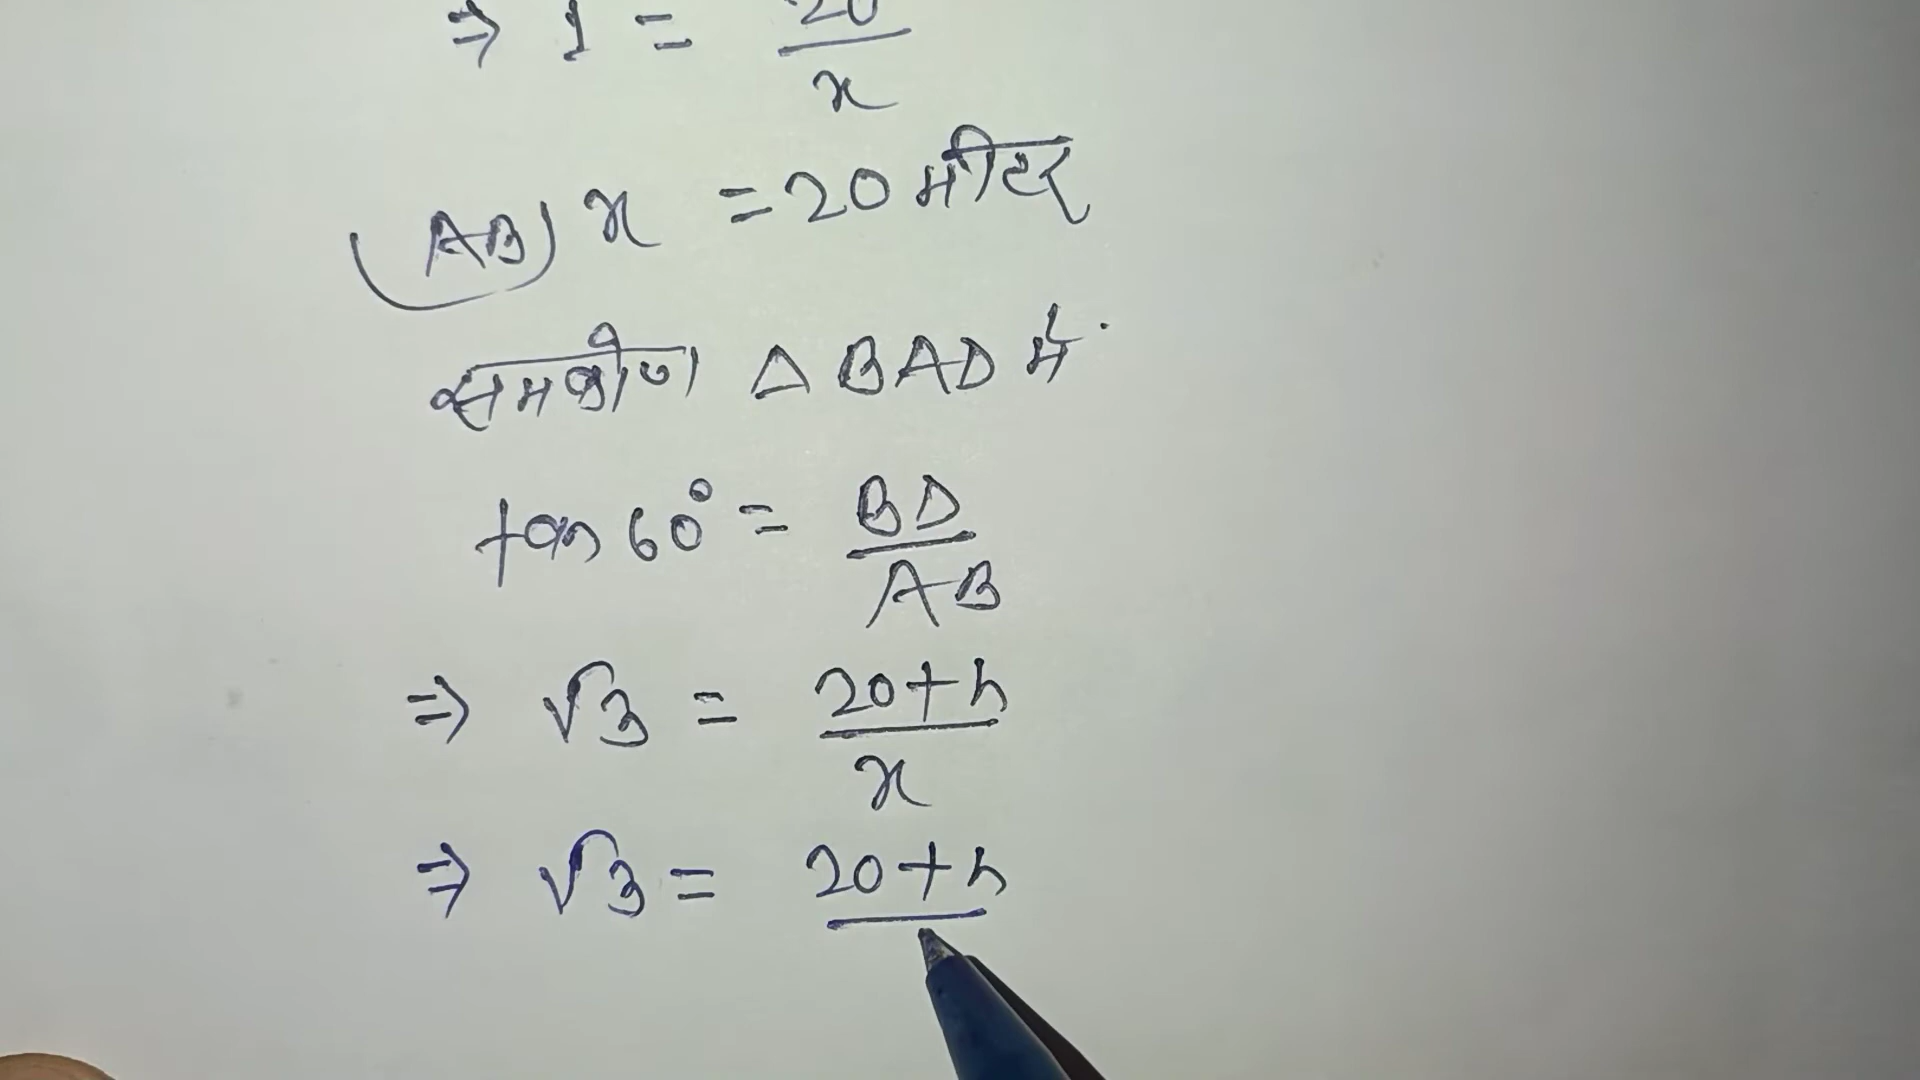 ⇒ 1 = 20/x
(AB) x = 20 मीटर
समकोण △ BAD में
tan 60° = BD/AB
⇒ √3 = 20+h/x
⇒ √3 = 20+h/